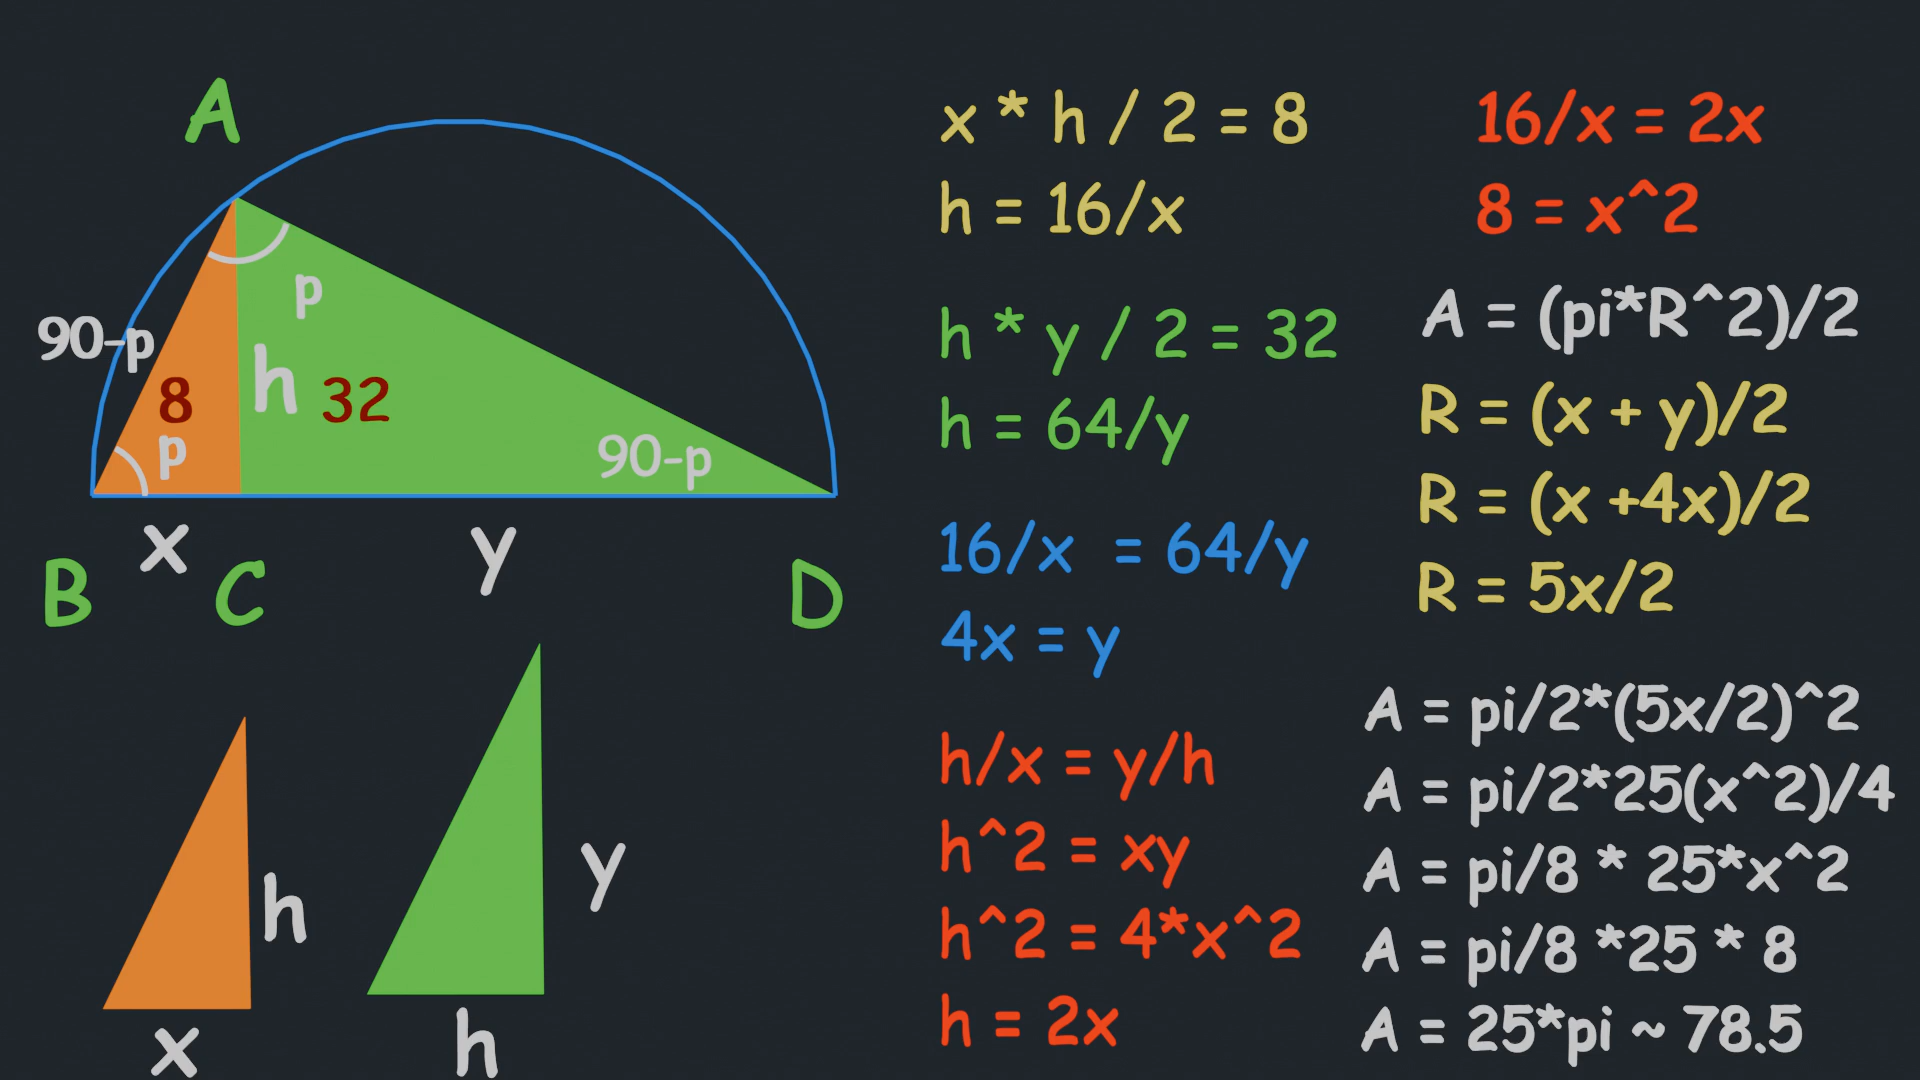 A
90-p
p
8
h
32
p
90-p
x
y
B
C
D
h
y
x
h
x * h / 2 = 8
h = 16/x
h * y / 2 = 32
h = 64/y
16/x = 64/y
4x = y
h/x = y/h
h^2 = xy
h^2 = 4*x^2
h = 2x
16/x = 2x
8 = x^2
A = (pi*R^2)/2
R = (x + y)/2
R = (x +4x)/2
R = 5x/2
A = pi/2*(5x/2)^2
A = pi/2*25(x^2)/4
A = pi/8 * 25*x^2
A = pi/8 *25 * 8
A = 25*pi ~ 78.5